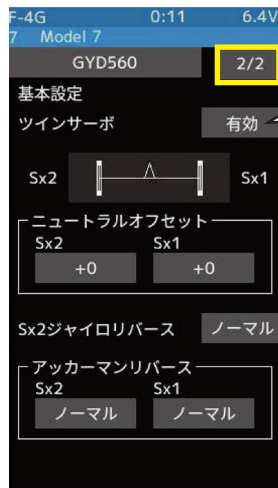 F-4G 0:11 6.4V
7 Model 7
GYD560 2/2
基本設定
ツインサーボ 有効
Sx2 Sx1
ニュートラルオフセット
Sx2 Sx1
+0 +0
Sx2ジャイロリバース ノーマル
アッカーマンリバース
Sx2 Sx1
ノーマル ノーマル